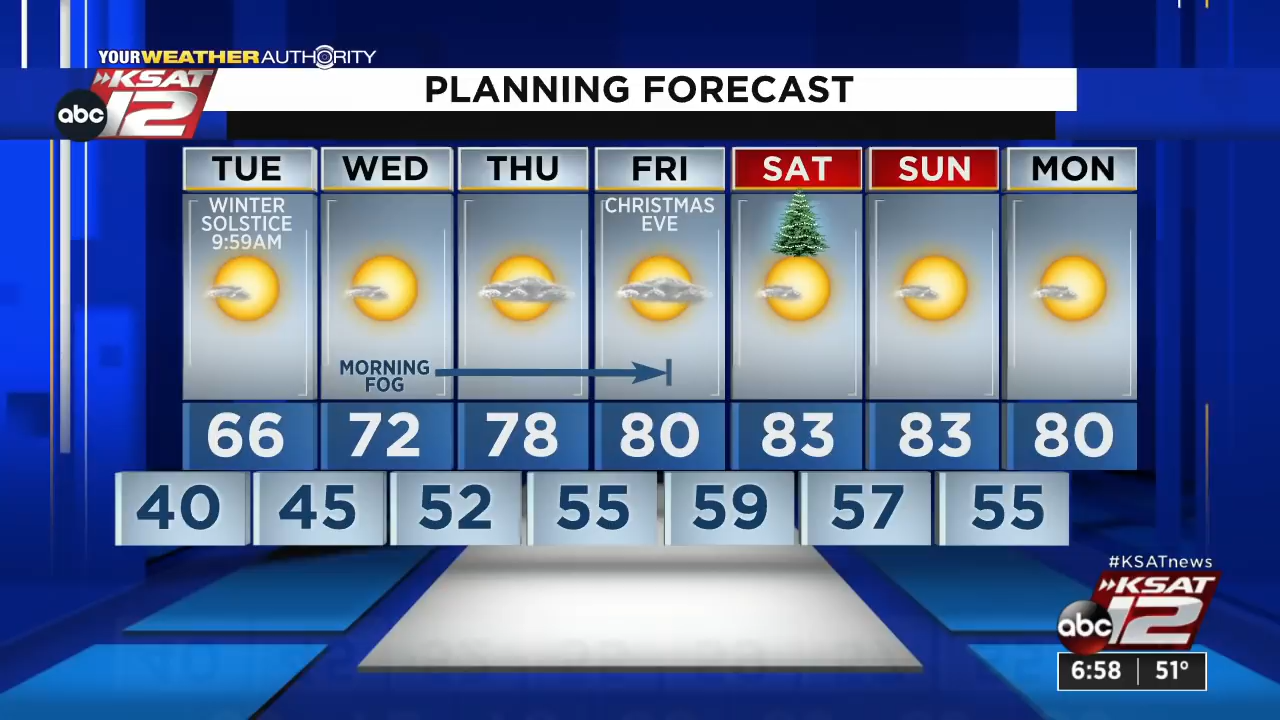 YOURWEATHERAUTHORITY
KSAT
abc 12
PLANNING FORECAST
TUE WED THU FRI SAT SUN MON
WINTER
SOLSTICE
9:59AM
CHRISTMAS
EVE
MORNING
FOG
66 72 78 80 83 83 80
40 45 52 55 59 57 55
#KSATnews
KSAT
abc 12
6:58 51°